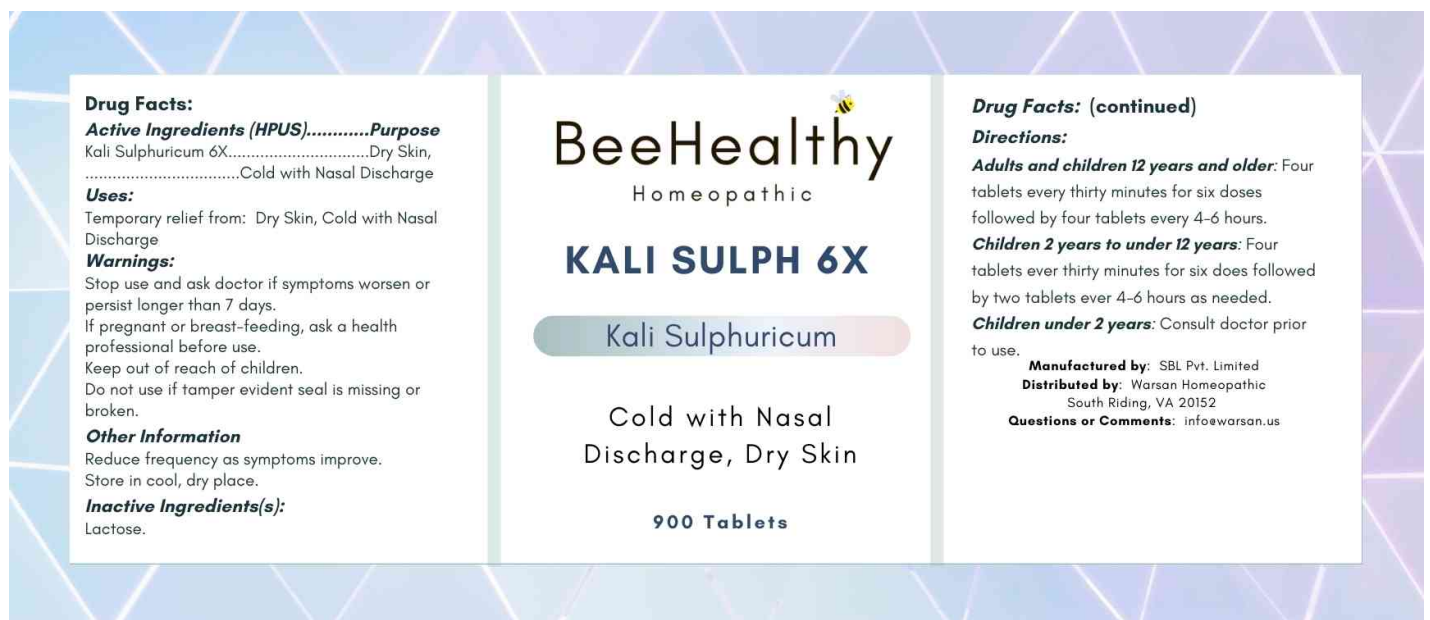 Drug Facts:
Active Ingredients (HPUS)............Purpose
Kali Sulphuricum 6X...............................Dry Skin,
..................................Cold with Nasal Discharge
Uses:
Temporary relief from:  Dry Skin, Cold with Nasal
Discharge
Warnings:
Stop use and ask doctor if symptoms worsen or
persist longer than 7 days.
If pregnant or breast-feeding, ask a health
professional before use.
Keep out of reach of children.
Do not use if tamper evident seal is missing or
broken.
Other Information
Reduce frequency as symptoms improve.
Store in cool, dry place.
Inactive Ingredients(s):
Lactose.
BeeHealthy
Homeopathic
KALI SULPH 6X
Kali Sulphuricum
Cold with Nasal
Discharge, Dry Skin
900 Tablets
Drug Facts: (continued)
Directions:
Adults and children 12 years and older: Four
tablets every thirty minutes for six doses
followed by four tablets every 4-6 hours.
Children 2 years to under 12 years: Four
tablets ever thirty minutes for six does followed
by two tablets ever 4-6 hours as needed.
Children under 2 years: Consult doctor prior
to use.
Manufactured by:  SBL Pvt. Limited
Distributed by:  Warsan Homeopathic
South Riding, VA 20152
Questions or Comments:  info@warsan.us